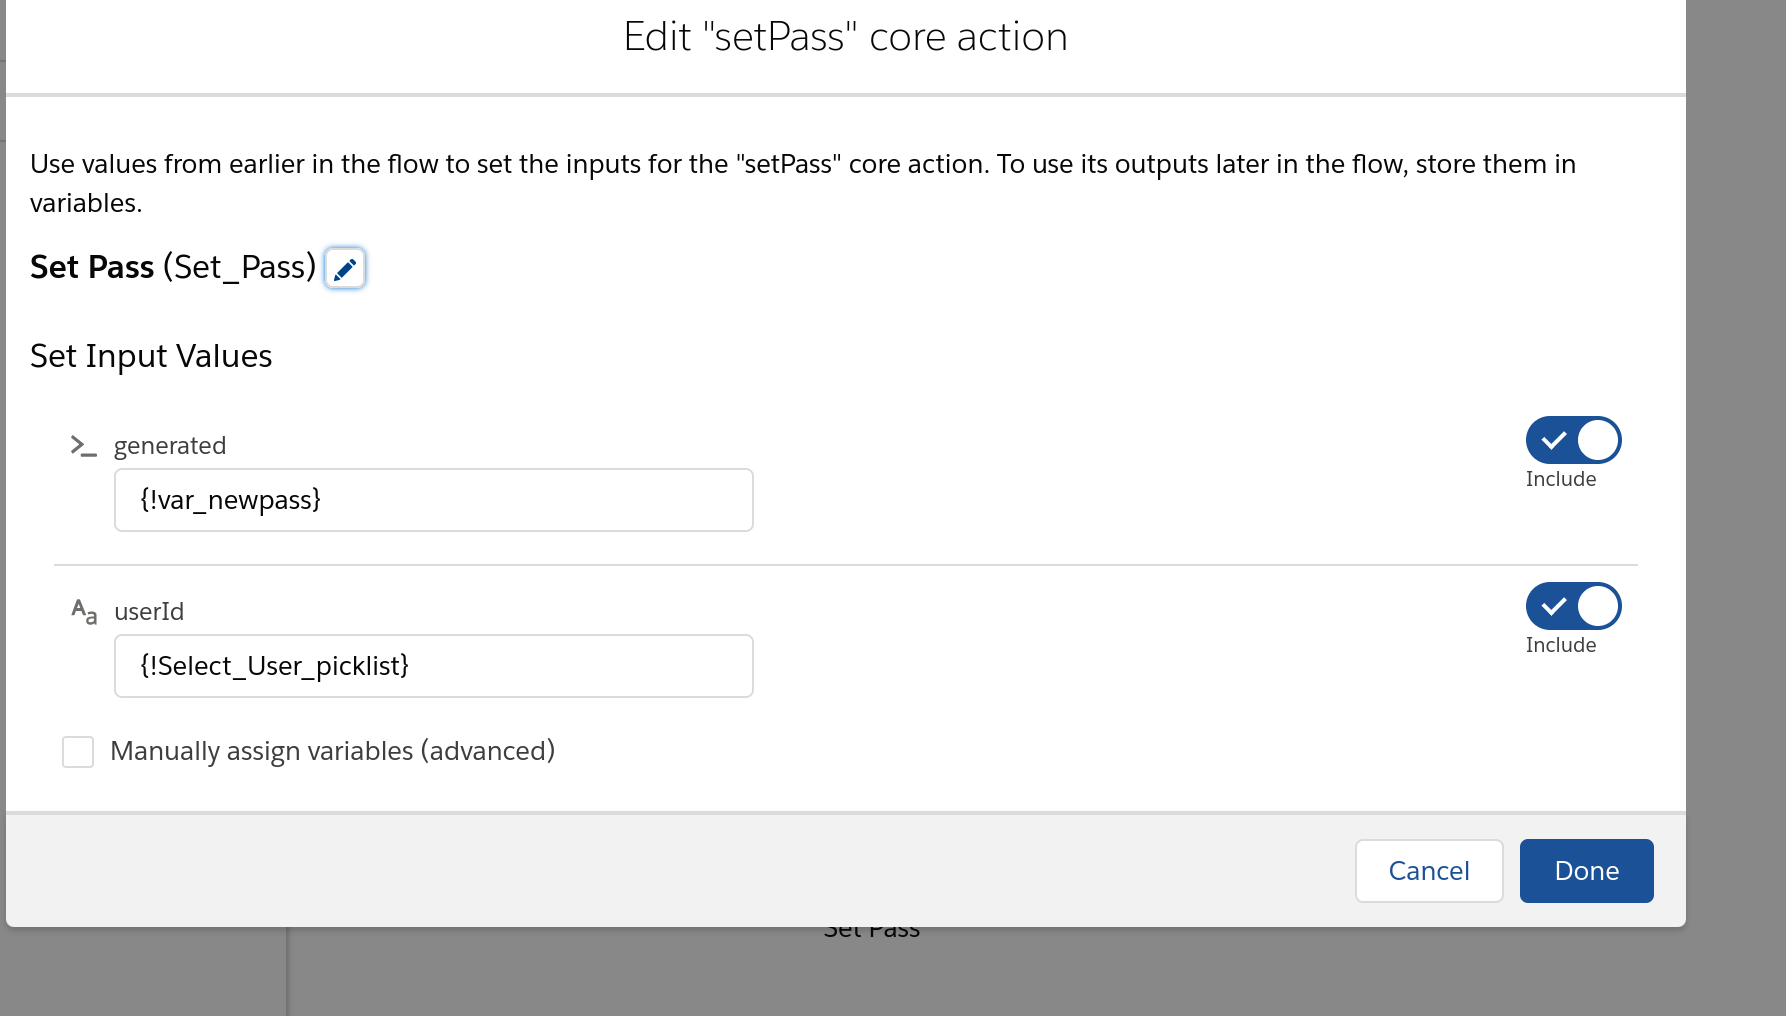 Edit "setPass" core action
Use values from earlier in the flow to set the inputs for the "setPass" core action. To use its outputs later in the flow, store them in
variables.
Set Pass (Set_Pass)
Set Input Values
generated
{!var_newpass}
Include
userId
{!Select_User_picklist}
Include
Manually assign variables (advanced)
Cancel
Done
Set Pass